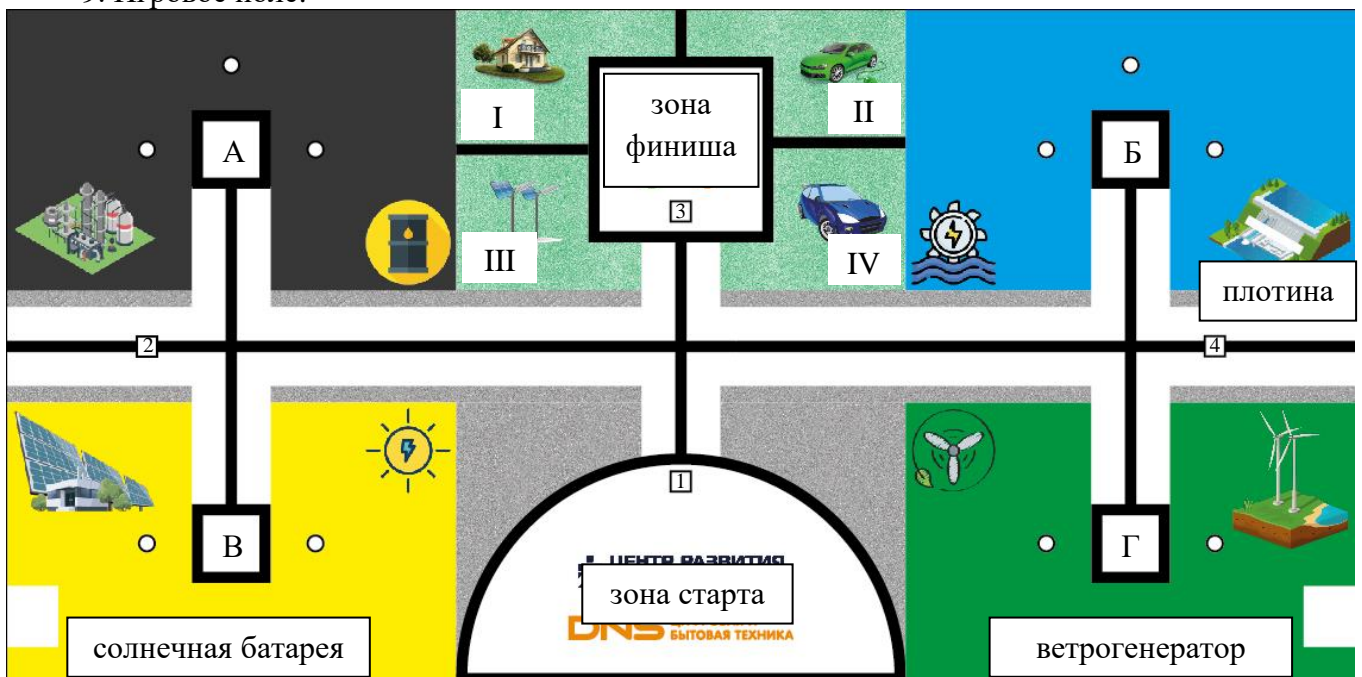 9. Игровое поле:
зона
финиша
I
II
А
Б
3
III
IV
плотина
2
4
1
В
Г
ЦЕНТР РАЗВИТИЯ
зона старта
DNS
БЫТОВАЯ ТЕХНИКА
солнечная батарея
ветрогенератор